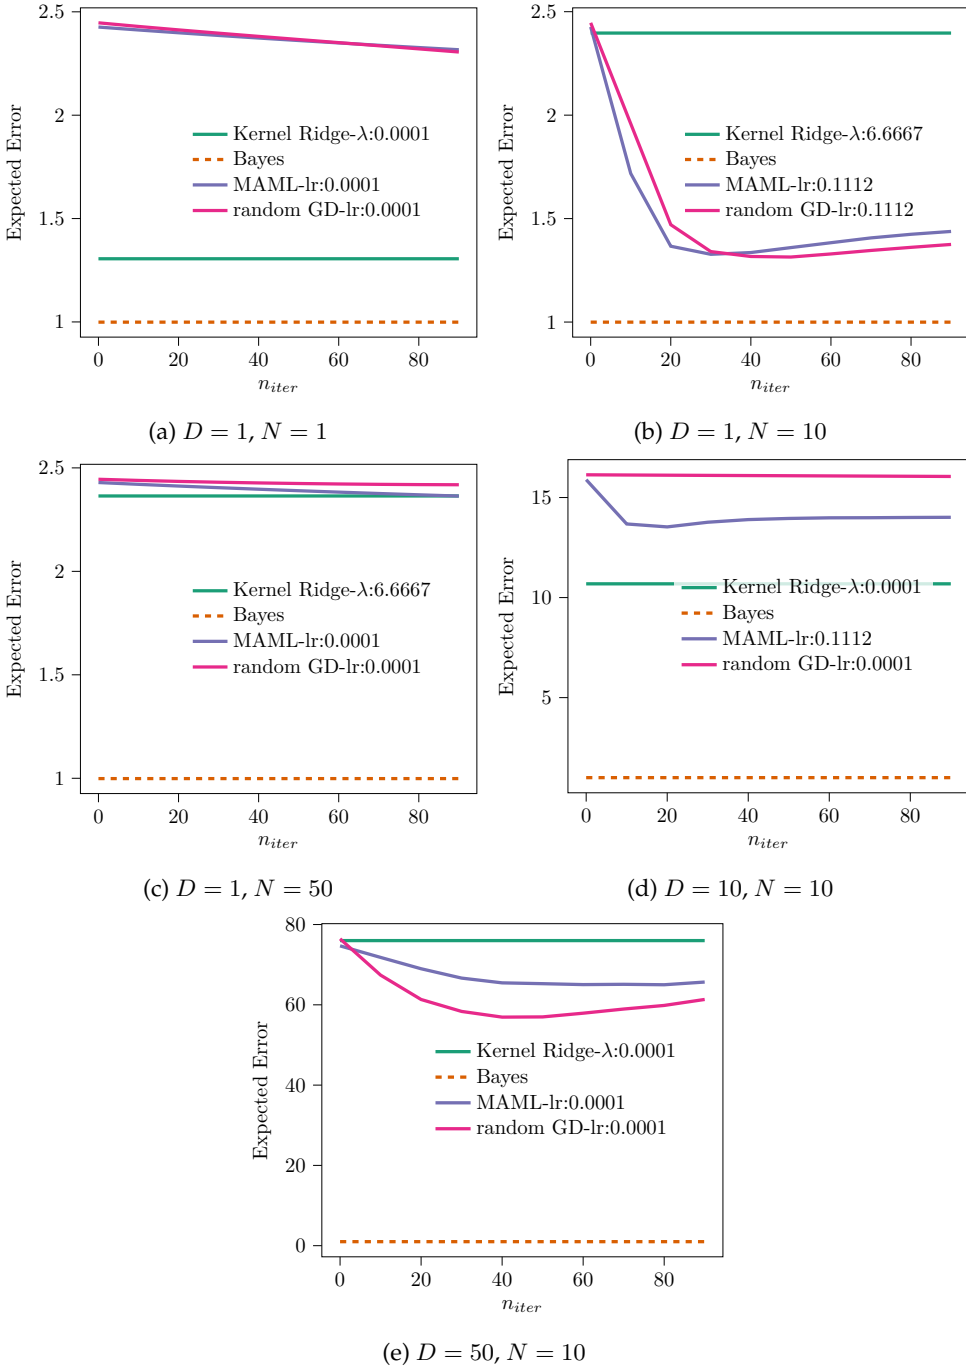 2.5
2
1.5
1
Expected Error
Kernel Ridge-λ:0.0001
Bayes
MAML-lr:0.0001
random GD-lr:0.0001
0 20 40 60 80
n_iter
(a) D = 1, N = 1
2.5
2
1.5
1
Expected Error
Kernel Ridge-λ:6.6667
Bayes
MAML-lr:0.1112
random GD-lr:0.1112
0 20 40 60 80
n_iter
(b) D = 1, N = 10
2.5
2
1.5
1
Expected Error
Kernel Ridge-λ:6.6667
Bayes
MAML-lr:0.0001
random GD-lr:0.0001
0 20 40 60 80
n_iter
(c) D = 1, N = 50
15
10
5
Expected Error
Kernel Ridge-λ:0.0001
Bayes
MAML-lr:0.1112
random GD-lr:0.0001
0 20 40 60 80
n_iter
(d) D = 10, N = 10
80
60
40
20
0
Expected Error
Kernel Ridge-λ:0.0001
Bayes
MAML-lr:0.0001
random GD-lr:0.0001
0 20 40 60 80
n_iter
(e) D = 50, N = 10